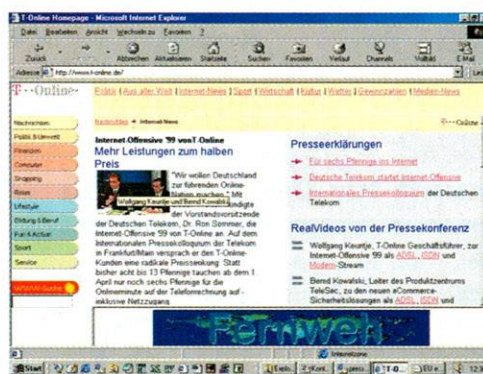 T-Online Homepage - Microsoft Internet Explorer
Datei Bearbeiten Ansicht Wechseln zu Favoriten ?
Zurück Abbrechen Aktualisieren Startseite Suchen Favoriten Verlauf Channels Vollbild E-Mail
Adresse http://www.t-online.de/
T··Online·
Politik | Aus aller Welt | Internet-News | Sport | Wirtschaft | Kultur | Wetter | Gewinnzahlen | Medien-News
Nachrichten
Politik & Umwelt
Finanzen
Computer
Shopping
Reise
Lifestyle
Bildung & Beruf
Fun & Action
Sport
Service
WWW-Suche
Nachrichten Internet-News
T··Online·
Internet-Offensive '99 von T-Online
Mehr Leistungen zum halben
Preis
"Wir wollen Deutschland
zur führenden Online-
Nation machen." Mit
Wolfgang Keuntje und Bernd Kowalski
kündigte
der Vorstandsvorsitzende
der Deutschen Telekom, Dr. Ron Sommer, die
Internet-Offensive '99 von T-Online an. Auf dem
Internationalen Pressekolloquium der Telekom
in Frankfurt/Main versprach er den T-Online-
Kunden eine radikale Preissenkung. Statt
bisher acht bis 13 Pfennige tauchen ab dem 1.
April nur noch sechs Pfennige für die
Onlineminute auf der Telefonrechnung auf -
inklusive Netzzugang.
Presseerklärungen
Für sechs Pfennige ins Internet
Deutsche Telekom startet Internet-Offensive
Internationales Pressekolloquium der Deutschen
Telekom
RealVideos von der Pressekonferenz
Wolfgang Keuntje, T-Online Geschäftsführer, zur
Internet-Offensive 99 als ADSL, ISDN und
Modem-Stream
Bernd Kowalski, Leiter des Produktzentrums
TeleSec, zu den neuen eCommerce-
Sicherheitslösungen als ADSL, ISDN und
Fernweh
Internetzone
Start